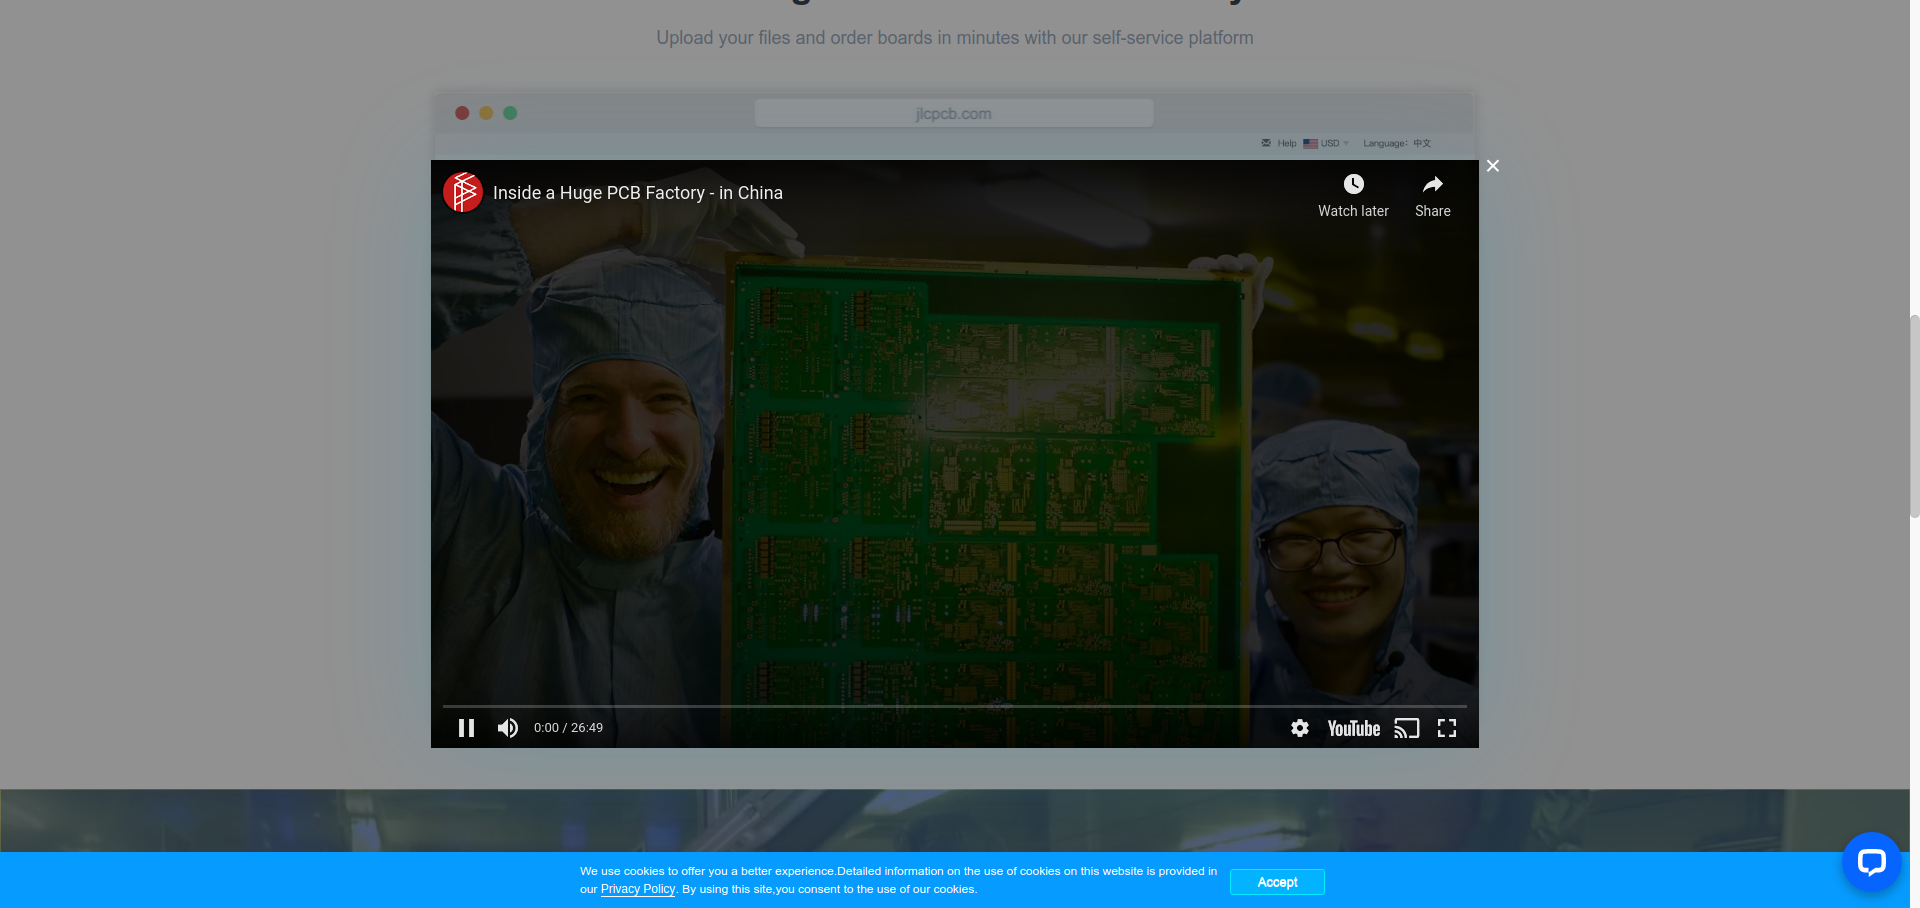 Upload your files and order boards in minutes with our self-service platform
jlcpcb.com
Help USD Language: 中文
Inside a Huge PCB Factory - in China
Watch later Share
0:00 / 26:49
YouTube
We use cookies to offer you a better experience.Detailed information on the use of cookies on this website is provided in
our Privacy Policy. By using this site,you consent to the use of our cookies.
Accept